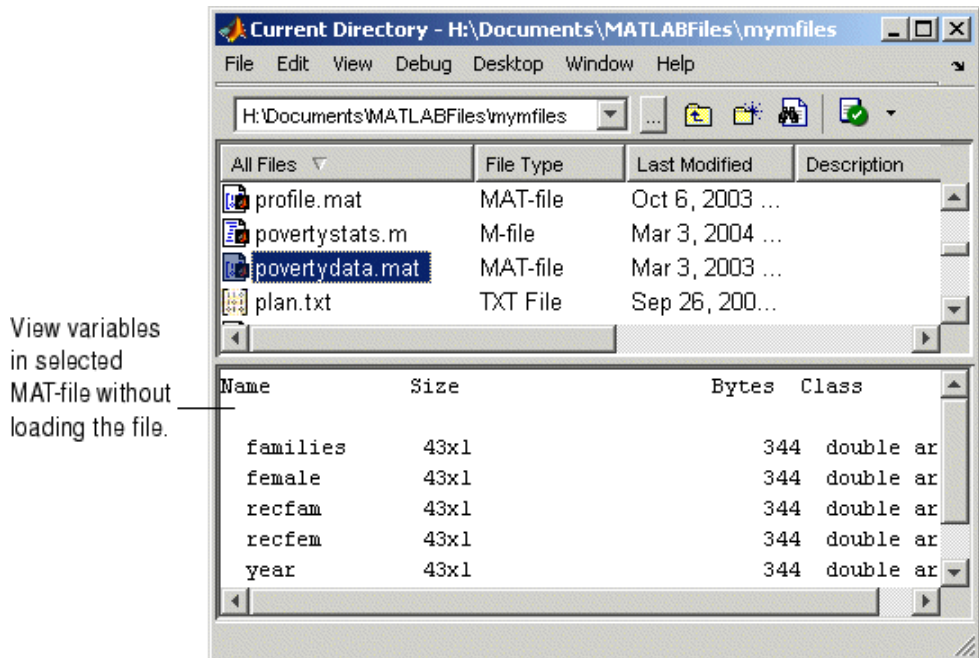 Current Directory - H:\Documents\MATLABFiles\mymfiles
File Edit View Debug Desktop Window Help
H:\Documents\MATLABFiles\mymfiles ...
All Files File Type Last Modified Description
profile.mat MAT-file Oct 6, 2003 ...
povertystats.m M-file Mar 3, 2004 ...
povertydata.mat MAT-file Mar 3, 2003 ...
plan.txt TXT File Sep 26, 200...
View variables
in selected
MAT-file without
loading the file.
Name Size Bytes Class
families 43x1 344 double ar
female 43x1 344 double ar
recfam 43x1 344 double ar
recfem 43x1 344 double ar
year 43x1 344 double ar